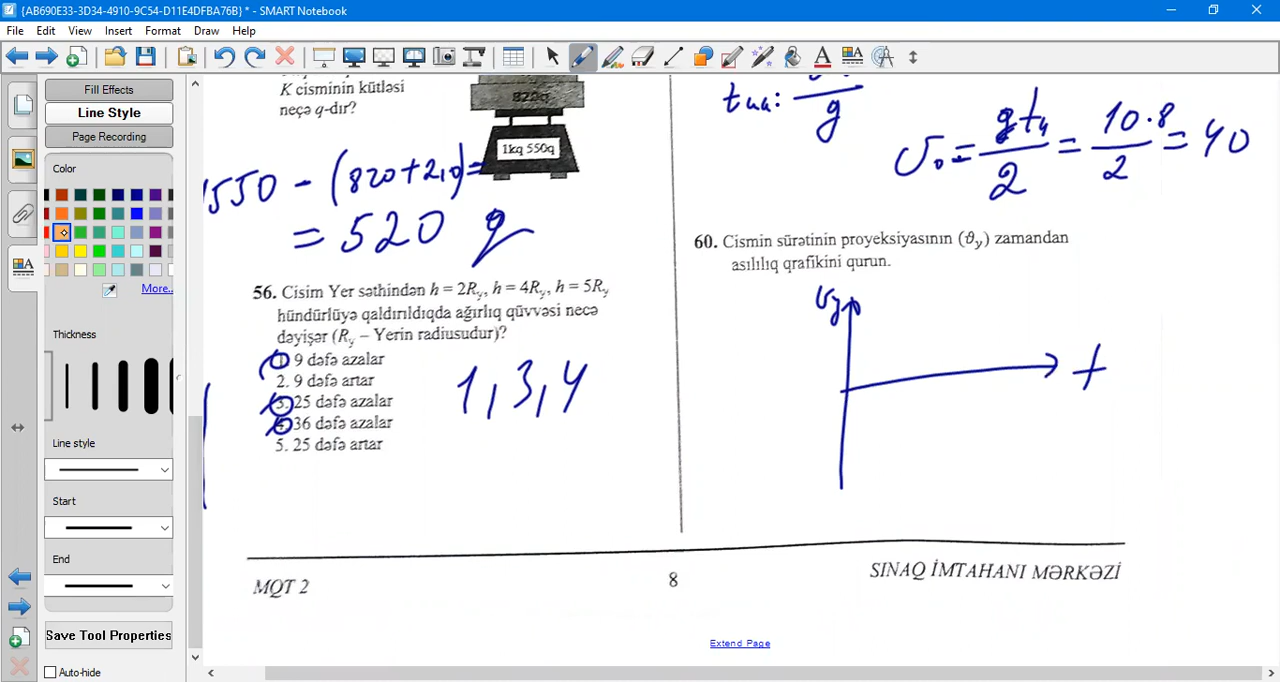 {AB690E33-3D34-4910-9C54-D11E4DFBA76B} * - SMART Notebook
File Edit View Insert Format Draw Help
Fill Effects
Line Style
Page Recording
Color
More...
Thickness
Line style
Start
End
Save Tool Properties
Auto-hide
K cisminin kütləsi
neçə q-dır?
820q
1kq 550q
1550 - (820+210)=
= 520 q
56. Cisim Yer səthindən h = 2Ry, h = 4Ry, h = 5Ry
hündürlüyə qaldırıldıqda ağırlıq qüvvəsi necə
dəyişər (Ry – Yerin radiusudur)?
1. 9 dəfə azalar
2. 9 dəfə artar
3. 25 dəfə azalar
4. 36 dəfə azalar
5. 25 dəfə artar
1, 3, 4
g
10·8
2
2
= 40
60. Cismin sürətinin proyeksiyasının (ϑy) zamandan
asılılıq qrafikini qurun.
υy
t
MQT 2
8
SINAQ İMTAHANI MƏRKƏZİ
Extend Page